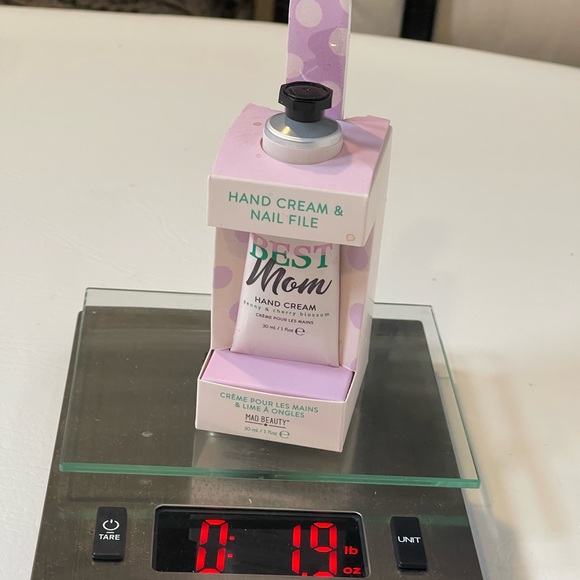 HAND CREAM &
NAIL FILE
BEST
Mom
HAND CREAM
peony & cherry blossom
CRÈME POUR LES MAINS
30 mL / 1 fl oz e
CRÈME POUR LES MAINS
& LIME À ONGLES
MAD BEAUTY™
30 mL / 1 fl oz e
TARE
0: 1.9 lb oz
UNIT